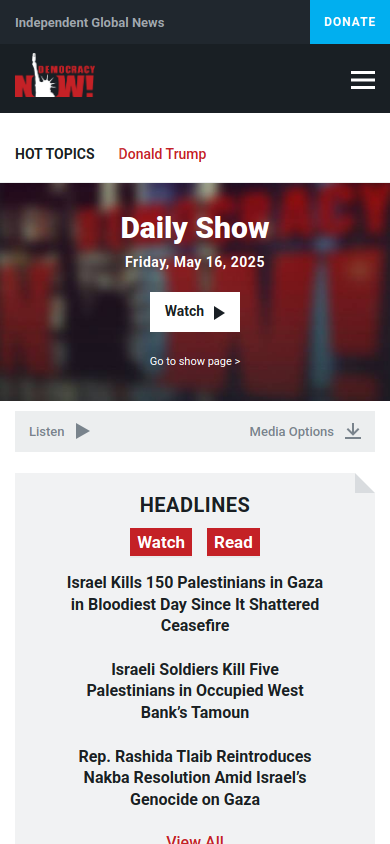 Independent Global News
DONATE
DEMOCRACY
NOW!
HOT TOPICS
Donald Trump
Daily Show
Friday, May 16, 2025
Watch
Go to show page >
Listen
Media Options
HEADLINES
Watch
Read
Israel Kills 150 Palestinians in Gaza
in Bloodiest Day Since It Shattered
Ceasefire
Israeli Soldiers Kill Five
Palestinians in Occupied West
Bank’s Tamoun
Rep. Rashida Tlaib Reintroduces
Nakba Resolution Amid Israel’s
Genocide on Gaza
View All